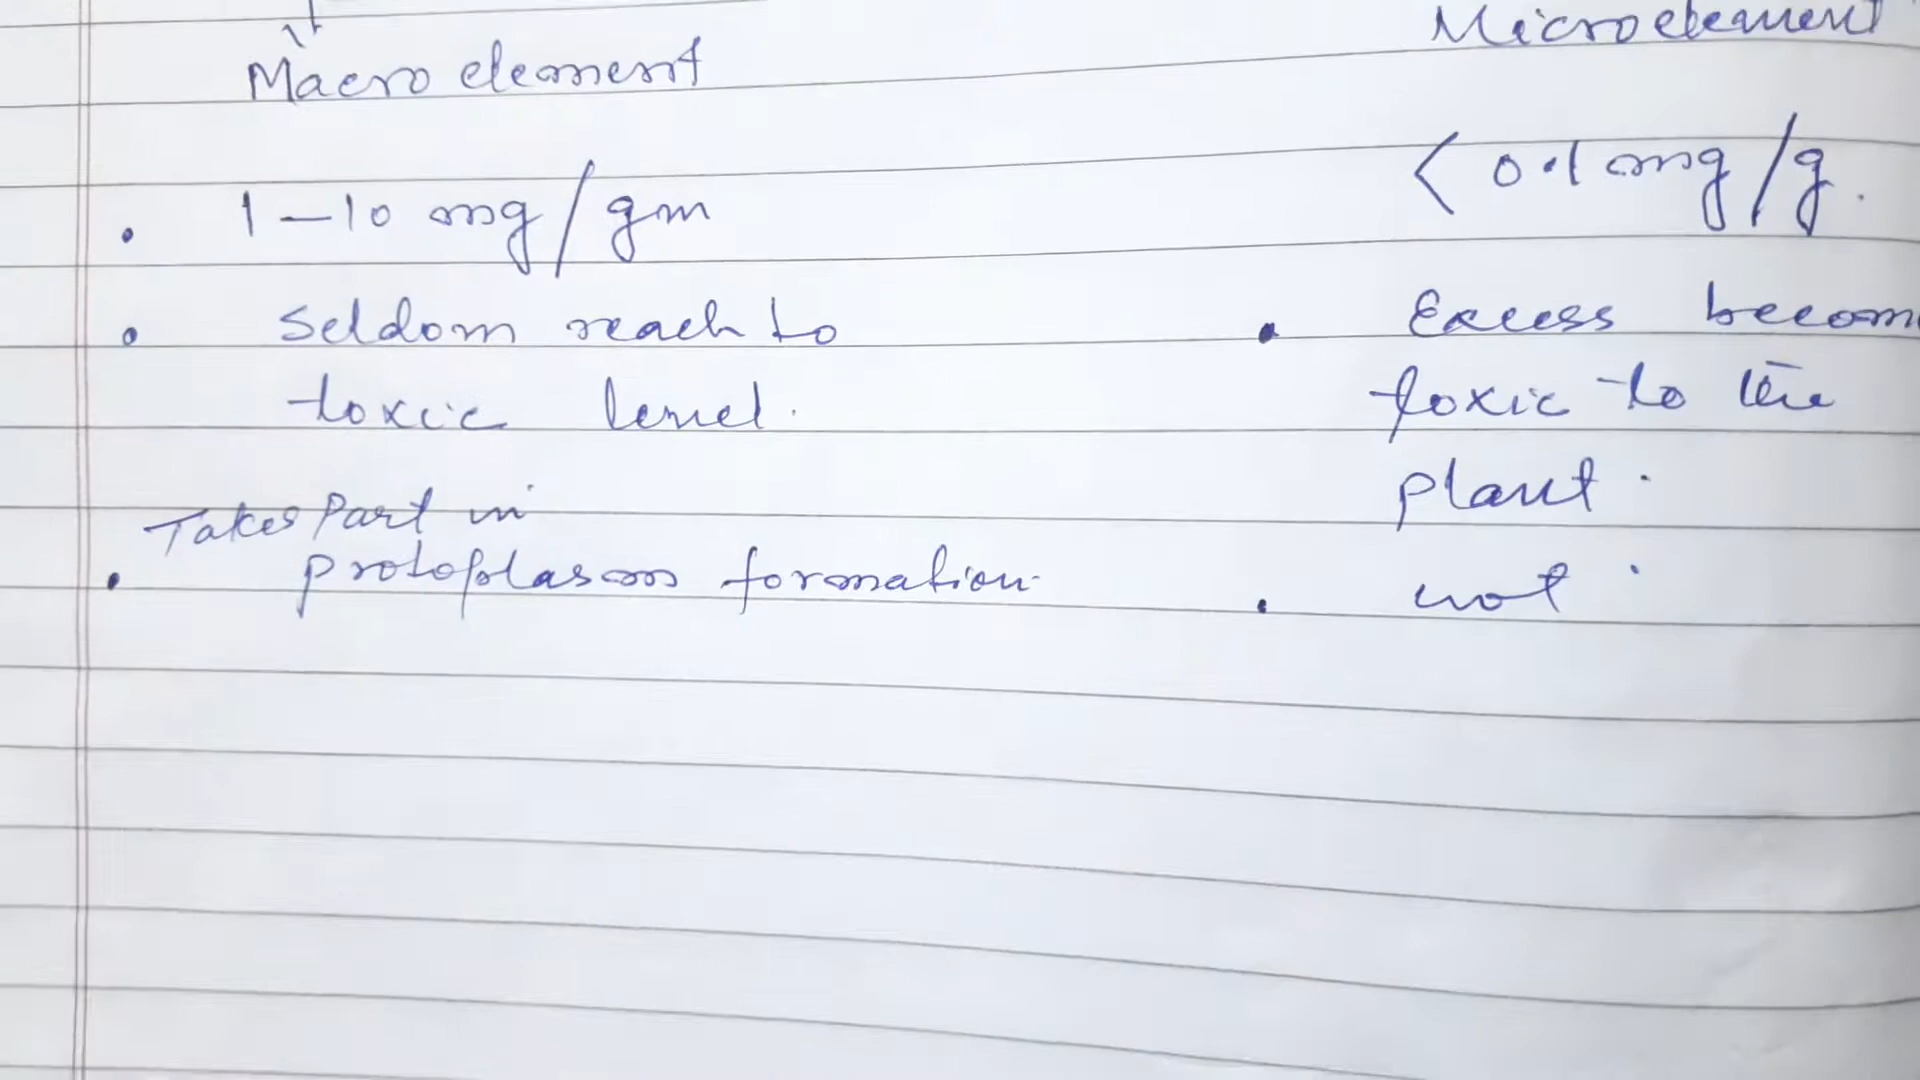 Macro element
1-10 mg/gm
Seldom reach to
toxic level.
Takes Part in
protoplasm formation.
Microelement
< 0.1 mg/g.
Excess becom
toxic to the
plant.
not.